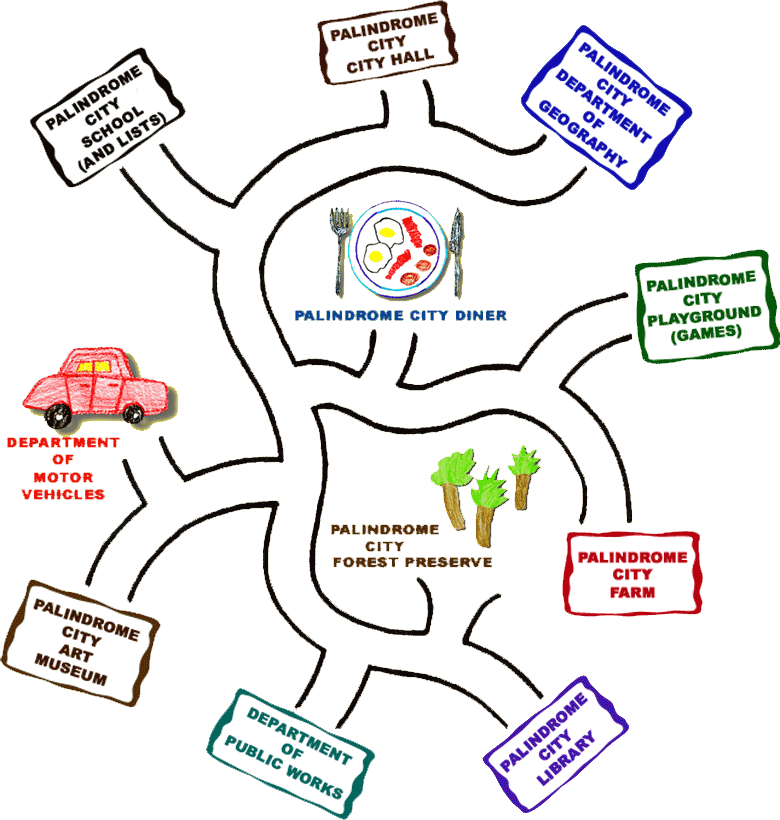 PALINDROME
CITY
CITY HALL
PALINDROME
CITY
DEPARTMENT
OF
GEOGRAPHY
PALINDROME
CITY
SCHOOL
(AND LISTS)
PALINDROME CITY DINER
PALINDROME
CITY
PLAYGROUND
(GAMES)
DEPARTMENT
OF
MOTOR
VEHICLES
PALINDROME
CITY
FOREST PRESERVE
PALINDROME
CITY
FARM
PALINDROME
CITY
ART
MUSEUM
DEPARTMENT
OF
PUBLIC WORKS
PALINDROME
CITY
LIBRARY